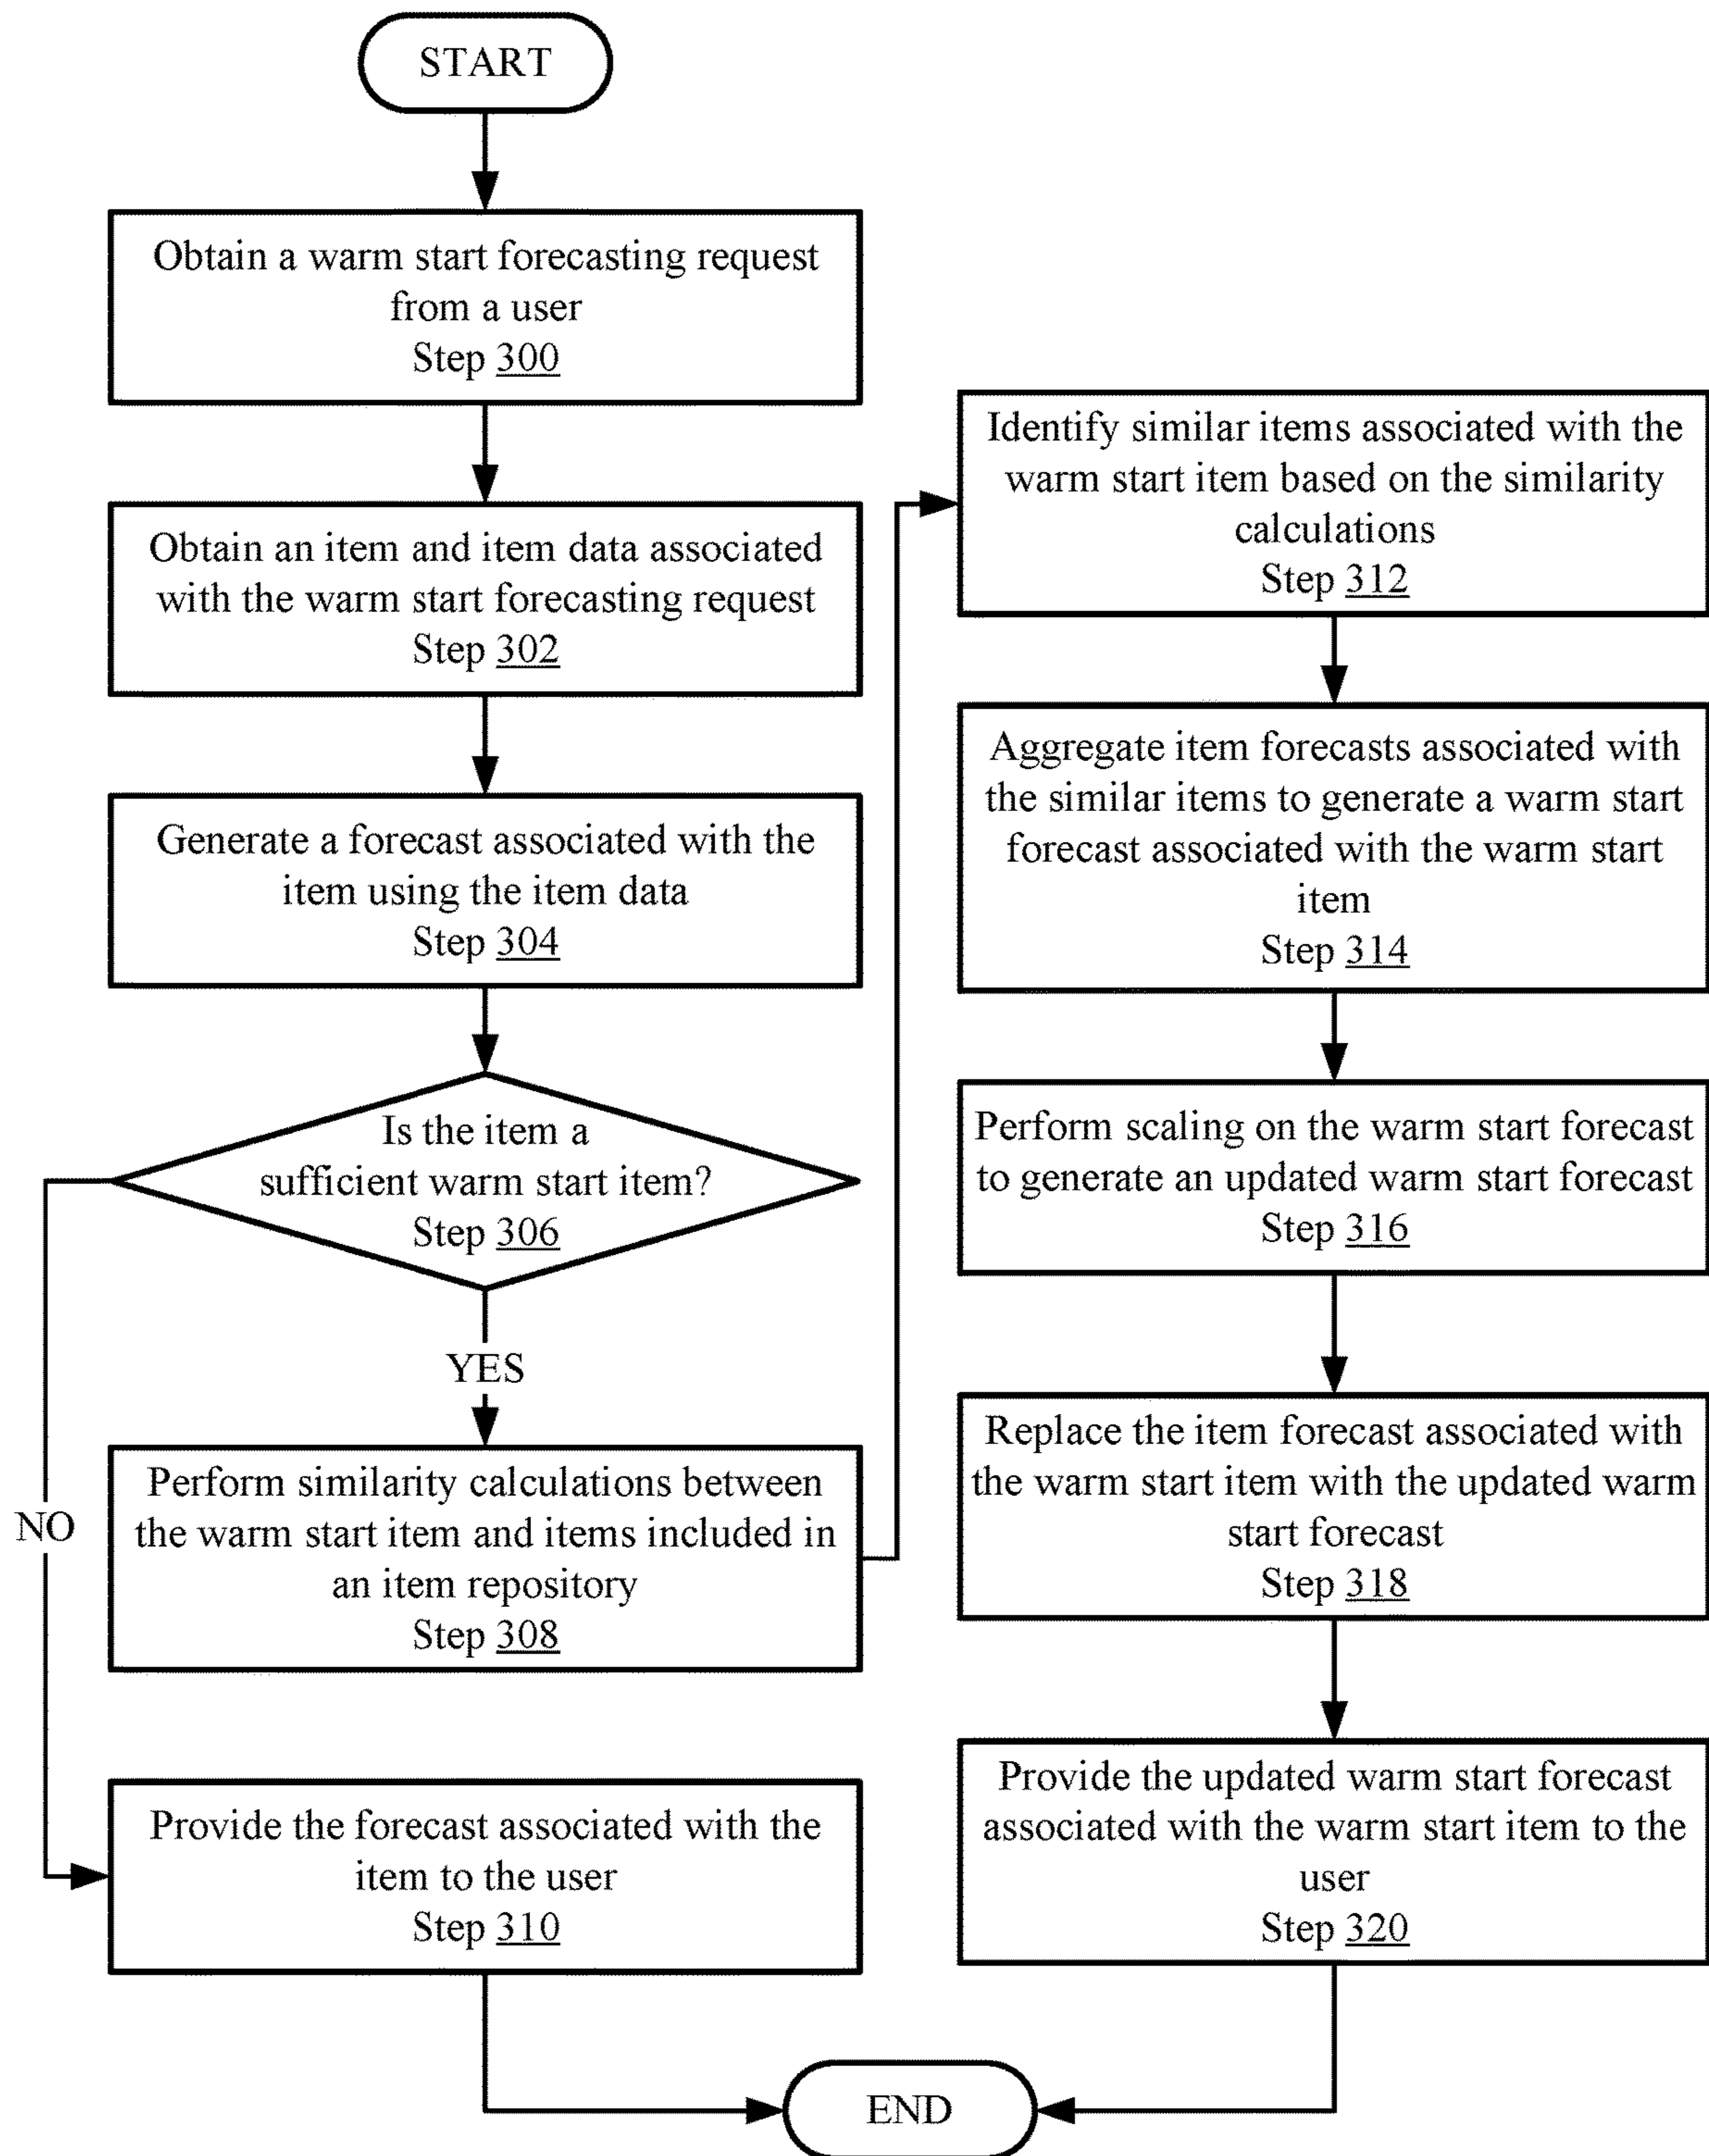 START
Obtain a warm start forecasting request
from a user
Step 300
Obtain an item and item data associated
with the warm start forecasting request
Step 302
Generate a forecast associated with the
item using the item data
Step 304
Is the item a
sufficient warm start item?
Step 306
YES
NO
Perform similarity calculations between
the warm start item and items included in
an item repository
Step 308
Provide the forecast associated with the
item to the user
Step 310
Identify similar items associated with the
warm start item based on the similarity
calculations
Step 312
Aggregate item forecasts associated with
the similar items to generate a warm start
forecast associated with the warm start
item
Step 314
Perform scaling on the warm start forecast
to generate an updated warm start forecast
Step 316
Replace the item forecast associated with
the warm start item with the updated warm
start forecast
Step 318
Provide the updated warm start forecast
associated with the warm start item to the
user
Step 320
END